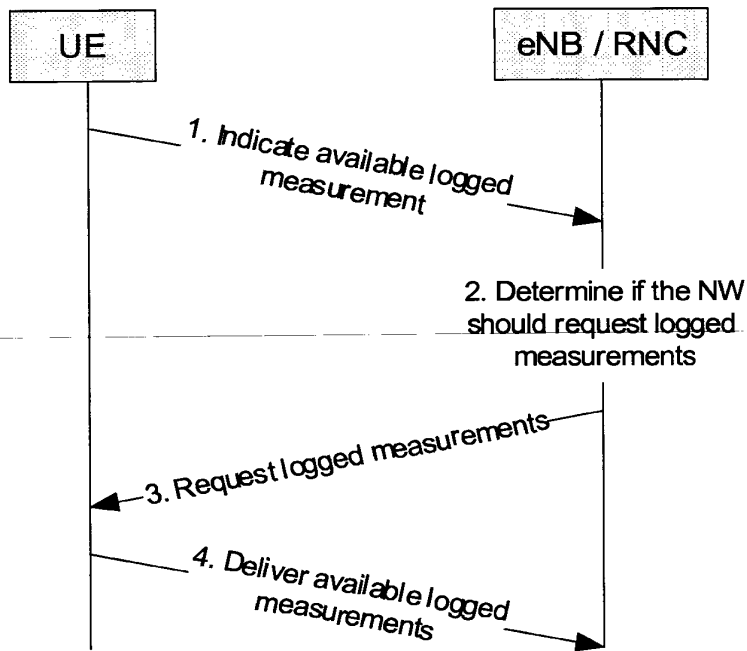 UE
eNB / RNC
1. Indicate available logged
measurement
2. Determine if the NW
should request logged
measurements
3. Request logged measurements
4. Deliver available logged
measurements